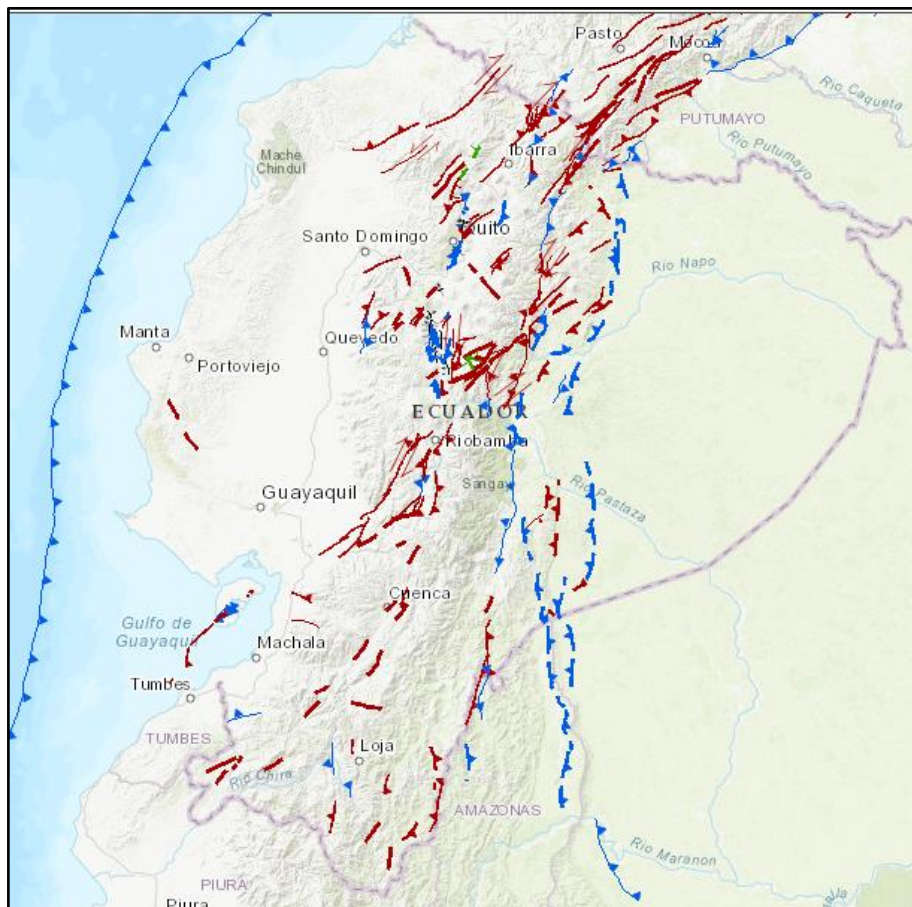 Pasto
Mocoa
Rio Caqueta
PUTUMAYO
Rio Putumayo
Mache
Chindul
Ibarra
Santo Domingo
Quito
Rio Napo
Manta
Quevedo
Portoviejo
ECUADOR
Riobamba
Sangay
Guayaquil
Rio Pastaza
Cuenca
Gulfo de
Guayaquil
Machala
Tumbes
TUMBES
Loja
Rio Chira
AMAZONAS
Rio Maranon
PIURA
Piura